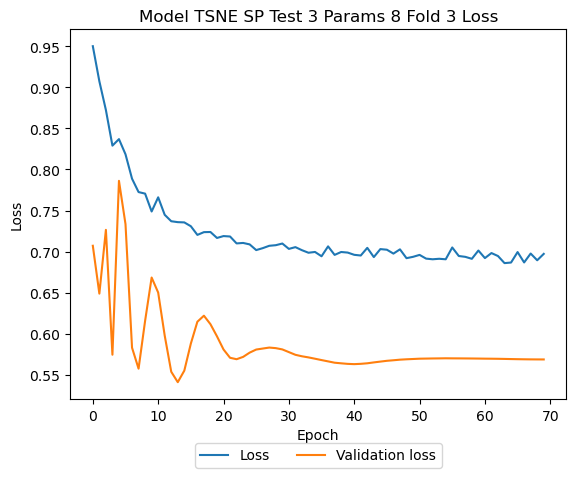 Model TSNE SP Test 3 Params 8 Fold 3 Loss
0.95
0.90
0.85
0.80
0.75
0.70
0.65
0.60
0.55
Loss
0 10 20 30 40 50 60 70
Epoch
Loss Validation loss